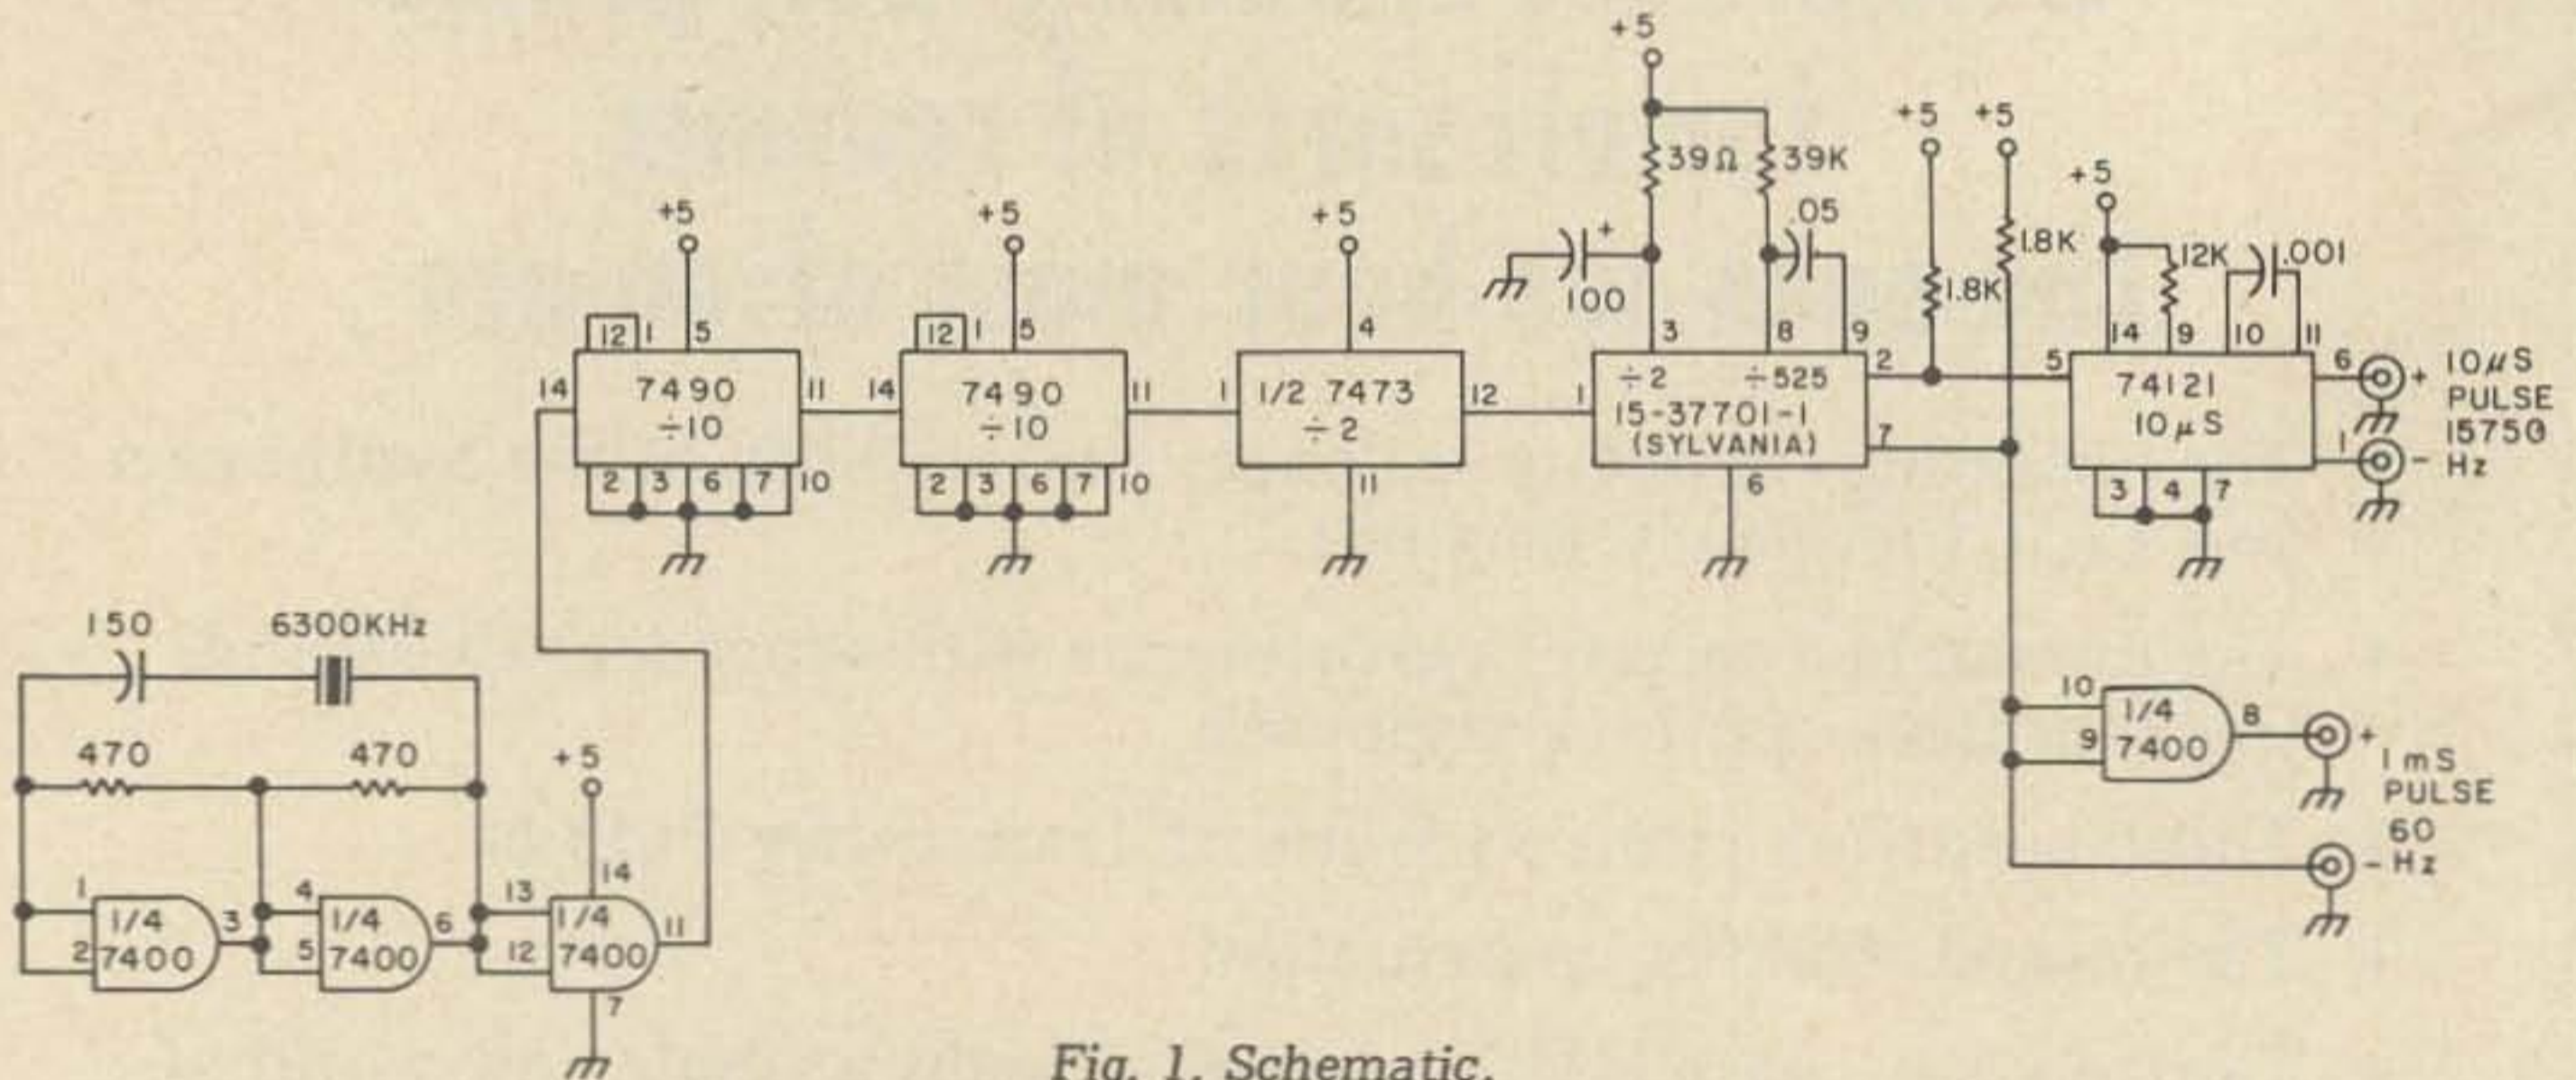 +5
+5 +5
39Ω 39K
+5
+5 +5 +5
.05
+
1.8K 12K .001
100 1.8K
12 1 5
12 1 5
4
3 8 9
14 9 10 11
14 7490 11
÷10
2 3 6 7 10
14 7490 11
÷10
2 3 6 7 10
1 1/2 7473 12
÷2
11
1 ÷2 ÷525 2
15-37701-1
(SYLVANIA) 7
6
5 74121 6
10μS 1
3 4 7
+ 10μS
PULSE
15750
- Hz
150 6300KHz
470 470
+5
14
1 1/4 3
2 7400
4 1/4 6
5 7400
13 1/4 11
12 7400
7
10 1/4 8
9 7400
+
1mS
PULSE
60
- Hz
Fig. 1. Schematic.